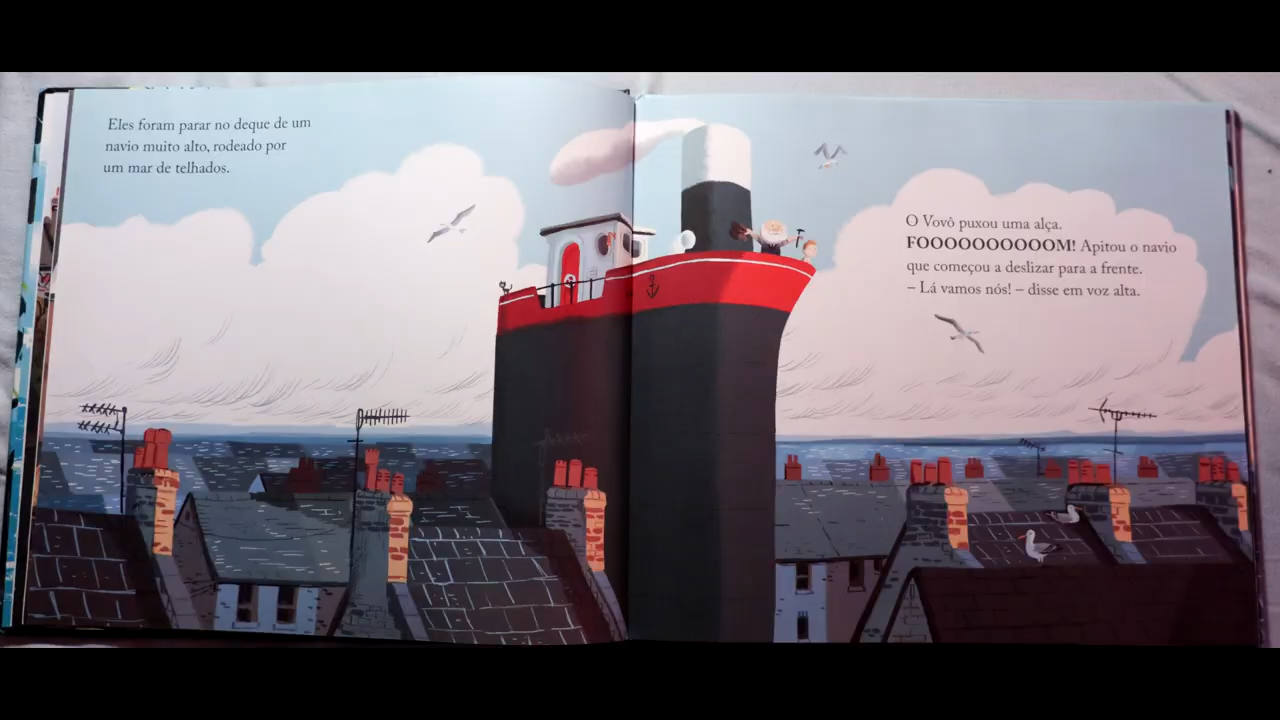 Eles foram parar no deque de um
navio muito alto, rodeado por
um mar de telhados.
O Vovô puxou uma alça.
FOOOOOOOOOOM! Apitou o navio
que começou a deslizar para a frente.
– Lá vamos nós! – disse em voz alta.